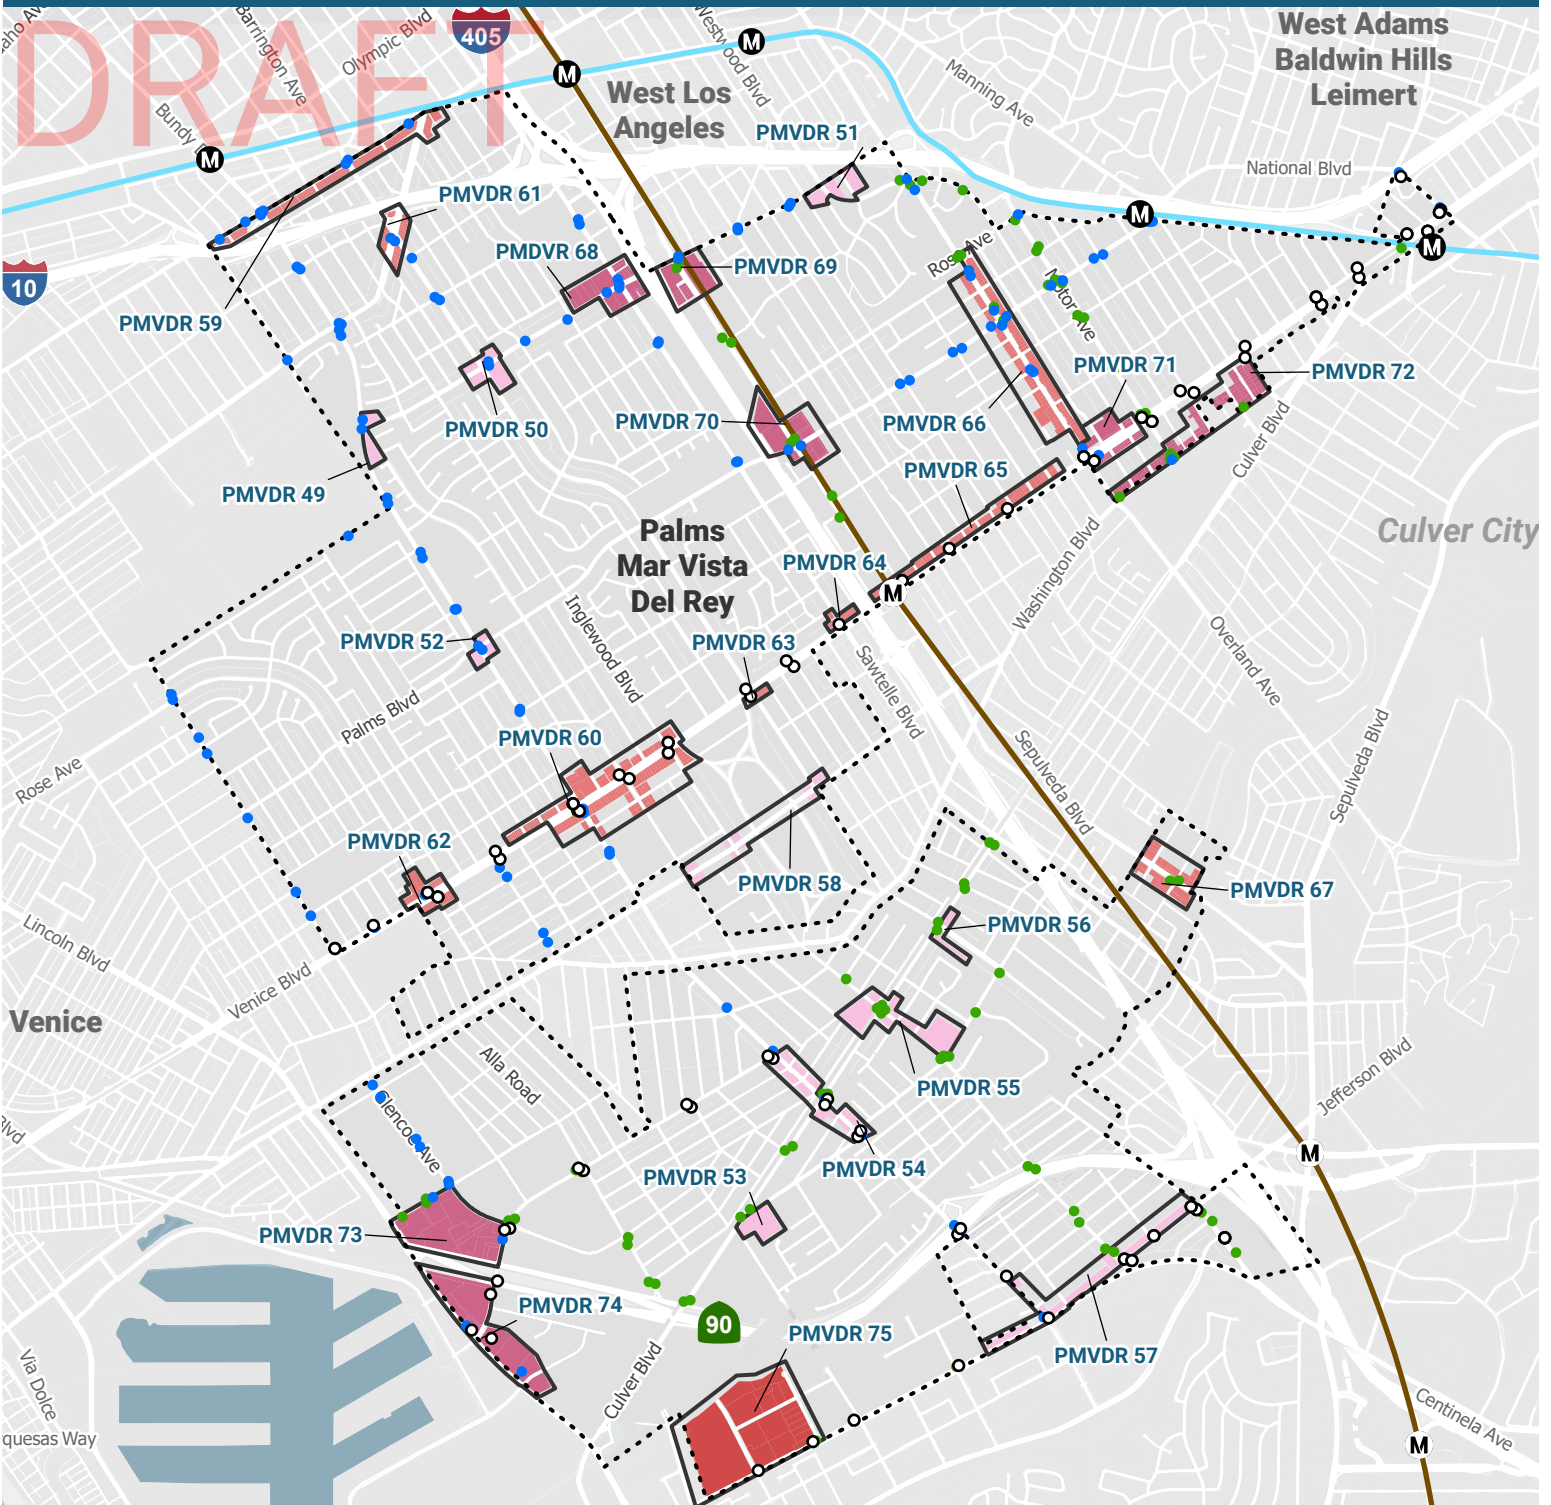 DRAFT
405
Barrington Ave
Olympic Blvd
Westwood Blvd
Manning Ave
West Adams
Baldwin Hills
Leimert
M
M
West Los
Angeles
Bundy
M
PMVDR 51
National Blvd
PMVDR 61
M
M
PMDVR 68
PMVDR 69
Rose Ave
Motor Ave
10
PMVDR 59
PMVDR 71
PMVDR 72
PMVDR 50
PMVDR 70
PMVDR 66
Culver Blvd
PMVDR 49
PMVDR 65
Palms
Mar Vista
Del Rey
Culver City
PMVDR 64
M
Washington Blvd
Inglewood Blvd
PMVDR 52
PMVDR 63
Sawtelle Blvd
Overland Ave
Palms Blvd
PMVDR 60
Sepulveda Blvd
Sepulveda Blvd
Rose Ave
PMVDR 62
PMVDR 58
PMVDR 67
PMVDR 56
Lincoln Blvd
Venice Blvd
Venice
Alla Road
PMVDR 55
Jefferson Blvd
Blvd
Glencoe Ave
M
PMVDR 54
PMVDR 53
PMVDR 73
PMVDR 74
90
PMVDR 75
PMVDR 57
Via Dolce
Culver Blvd
Centinela Ave
quesas Way
M